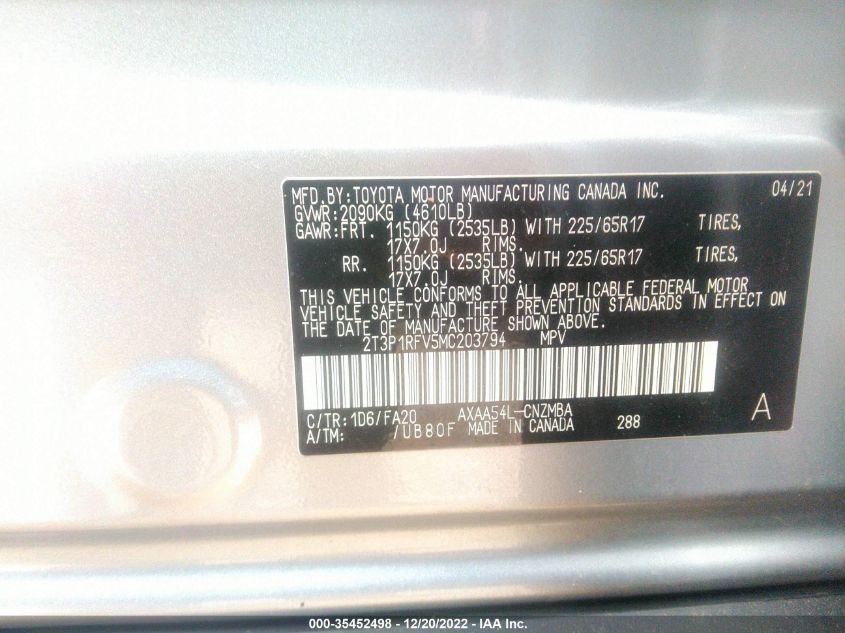 MFD.BY:TOYOTA MOTOR MANUFACTURING CANADA INC. 04/21
GVWR:2090KG (4610LB)
GAWR:FRT. 1150KG (2535LB) WITH 225/65R17 TIRES,
17X7.0J RIMS.
RR. 1150KG (2535LB) WITH 225/65R17 TIRES,
17X7.0J RIMS.
THIS VEHICLE CONFORMS TO ALL APPLICABLE FEDERAL MOTOR
VEHICLE SAFETY AND THEFT PREVENTION STANDARDS IN EFFECT ON
THE DATE OF MANUFACTURE SHOWN ABOVE.
2T3P1RFV5MC203794 MPV
C/TR:1D6/FA20 AXAA54L-CNZMBA A
A/TM: /UB80F MADE IN CANADA 288
000-35452498 - 12/20/2022 - IAA Inc.